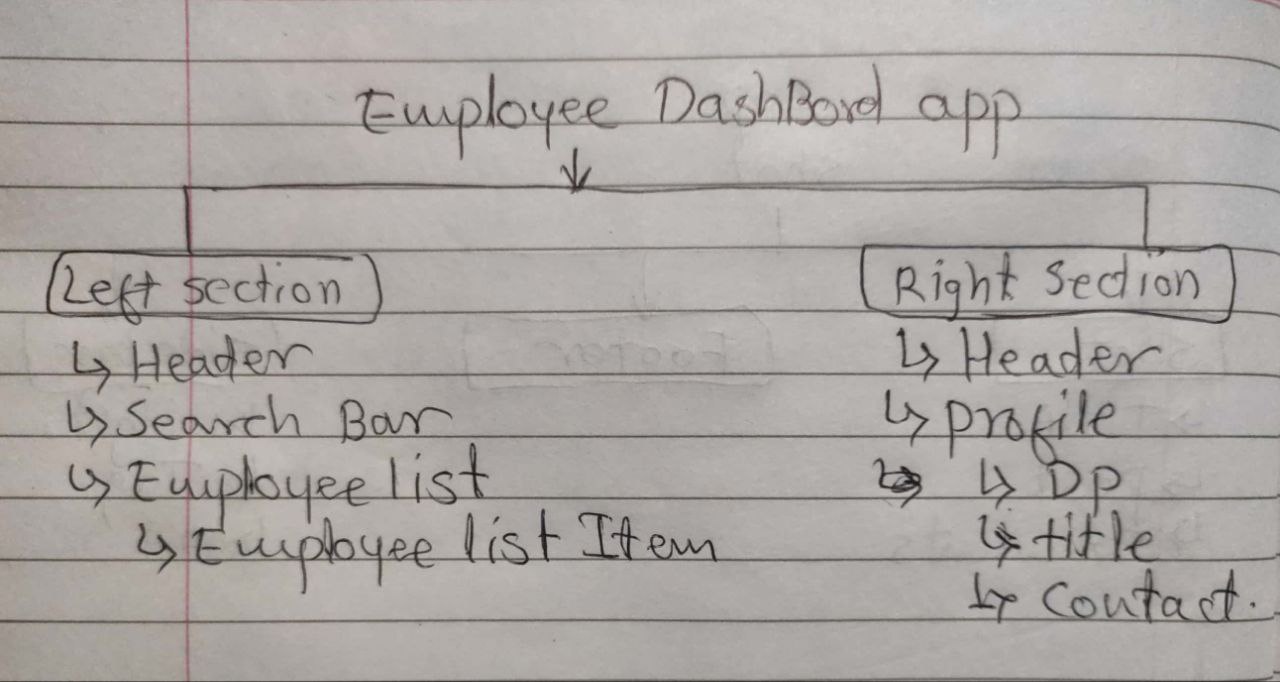 Employee DashBord app
Left section
↳ Header
↳ Search Bar
↳ Employee list
↳ Employee list Item
Right Section
↳ Header
↳ profile
↳ Dp
↳ title
↳ Contact.